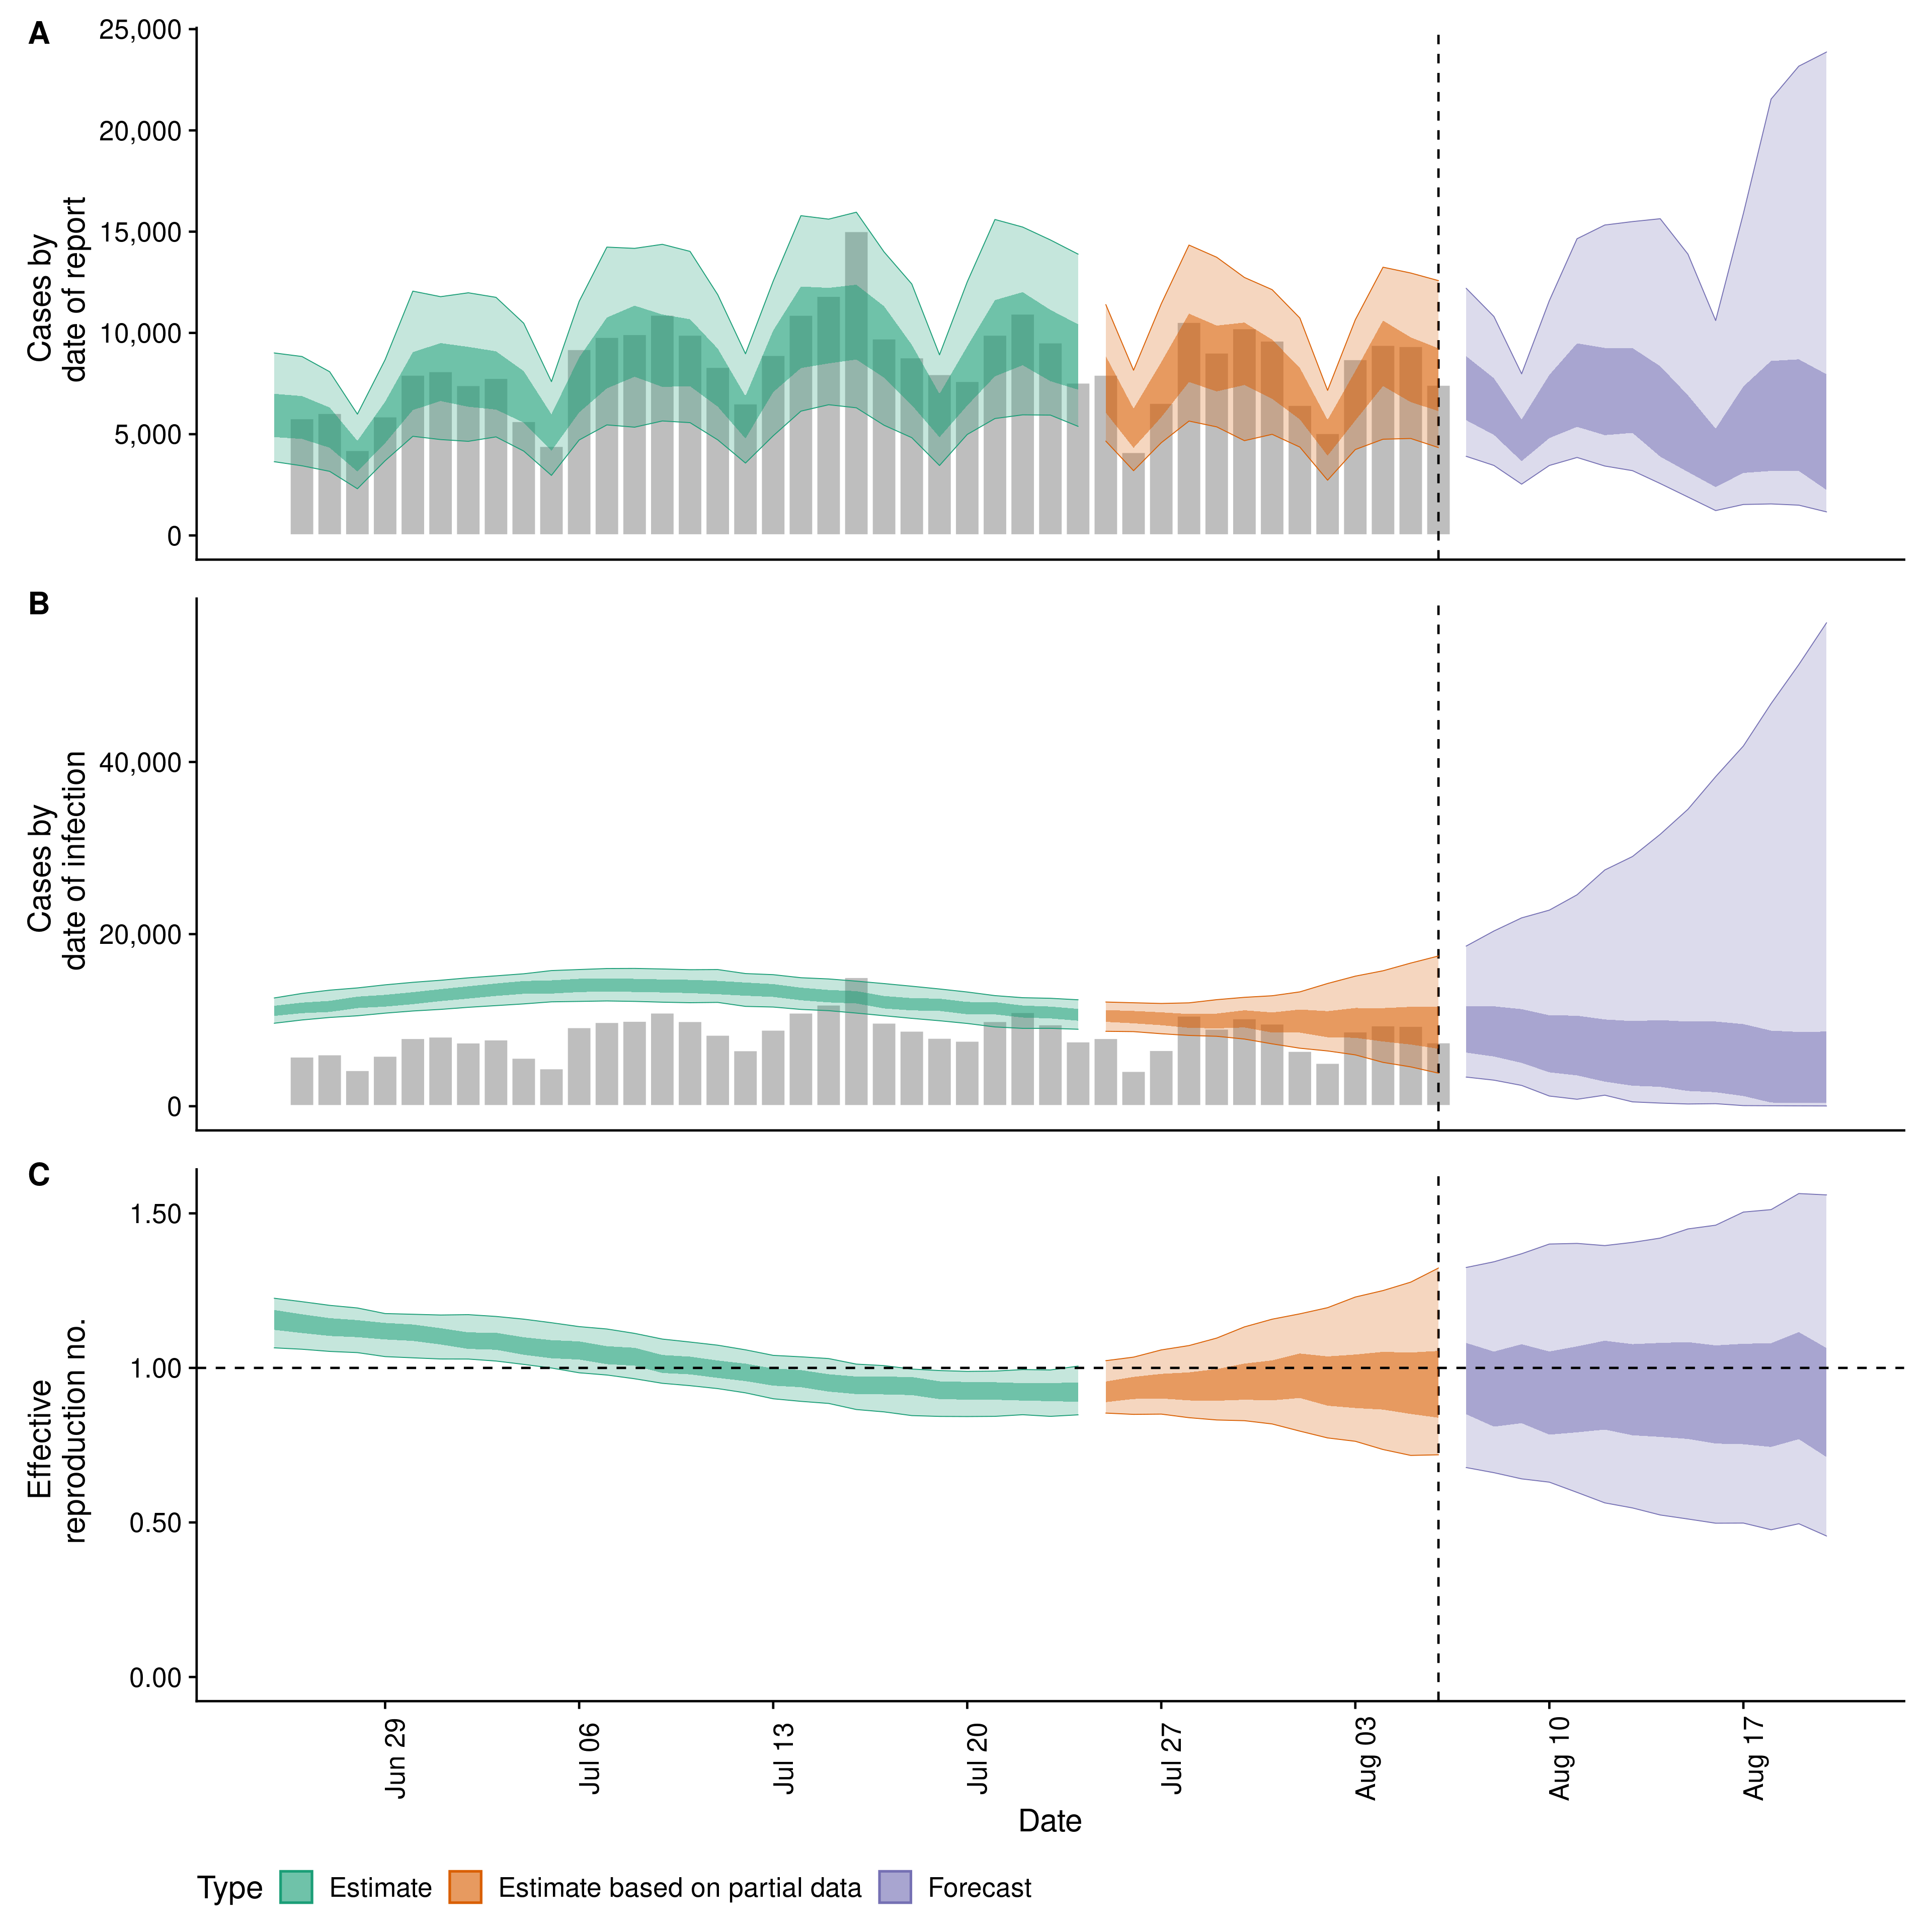 A
25,000
20,000
15,000
10,000
5,000
0
Cases by
date of report
B
40,000
20,000
0
Cases by
date of infection
C
1.50
1.00
0.50
0.00
Effective
reproduction no.
Jun 29
Jul 06
Jul 13
Jul 20
Jul 27
Aug 03
Aug 10
Aug 17
Date
Type Estimate Estimate based on partial data Forecast